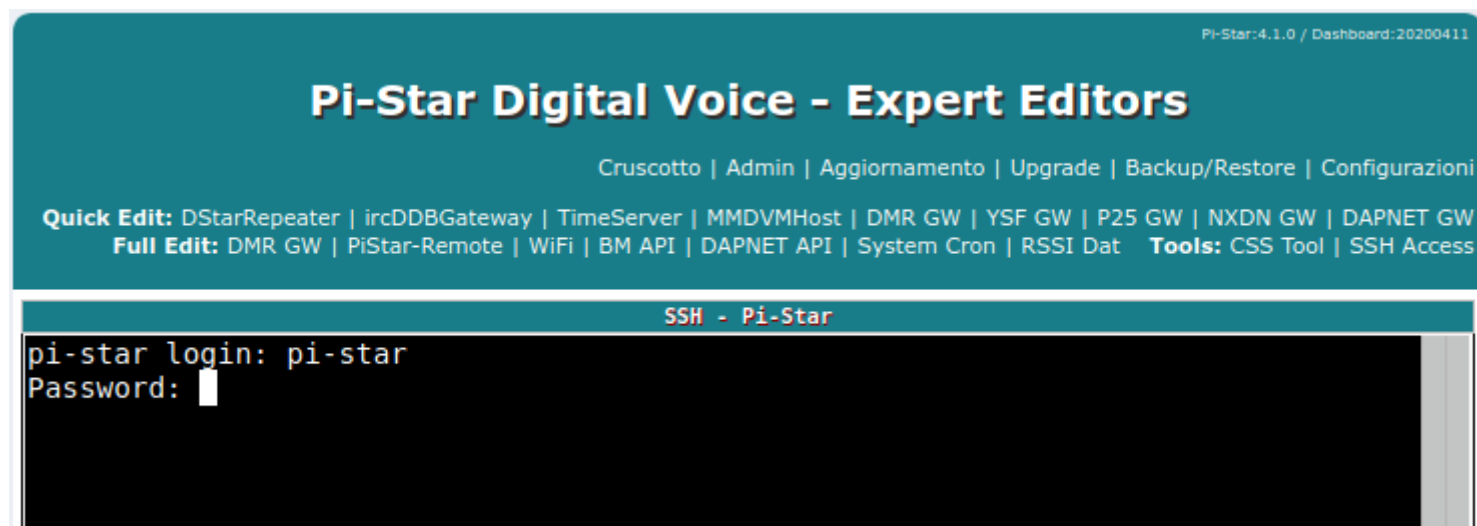 Pi-Star:4.1.0 / Dashboard:20200411
Pi-Star Digital Voice - Expert Editors
Cruscotto | Admin | Aggiornamento | Upgrade | Backup/Restore | Configurazioni
Quick Edit: DStarRepeater | ircDDBGateway | TimeServer | MMDVMHost | DMR GW | YSF GW | P25 GW | NXDN GW | DAPNET GW
Full Edit: DMR GW | PiStar-Remote | WiFi | BM API | DAPNET API | System Cron | RSSI Dat Tools: CSS Tool | SSH Access
SSH - Pi-Star
pi-star login: pi-star
Password: